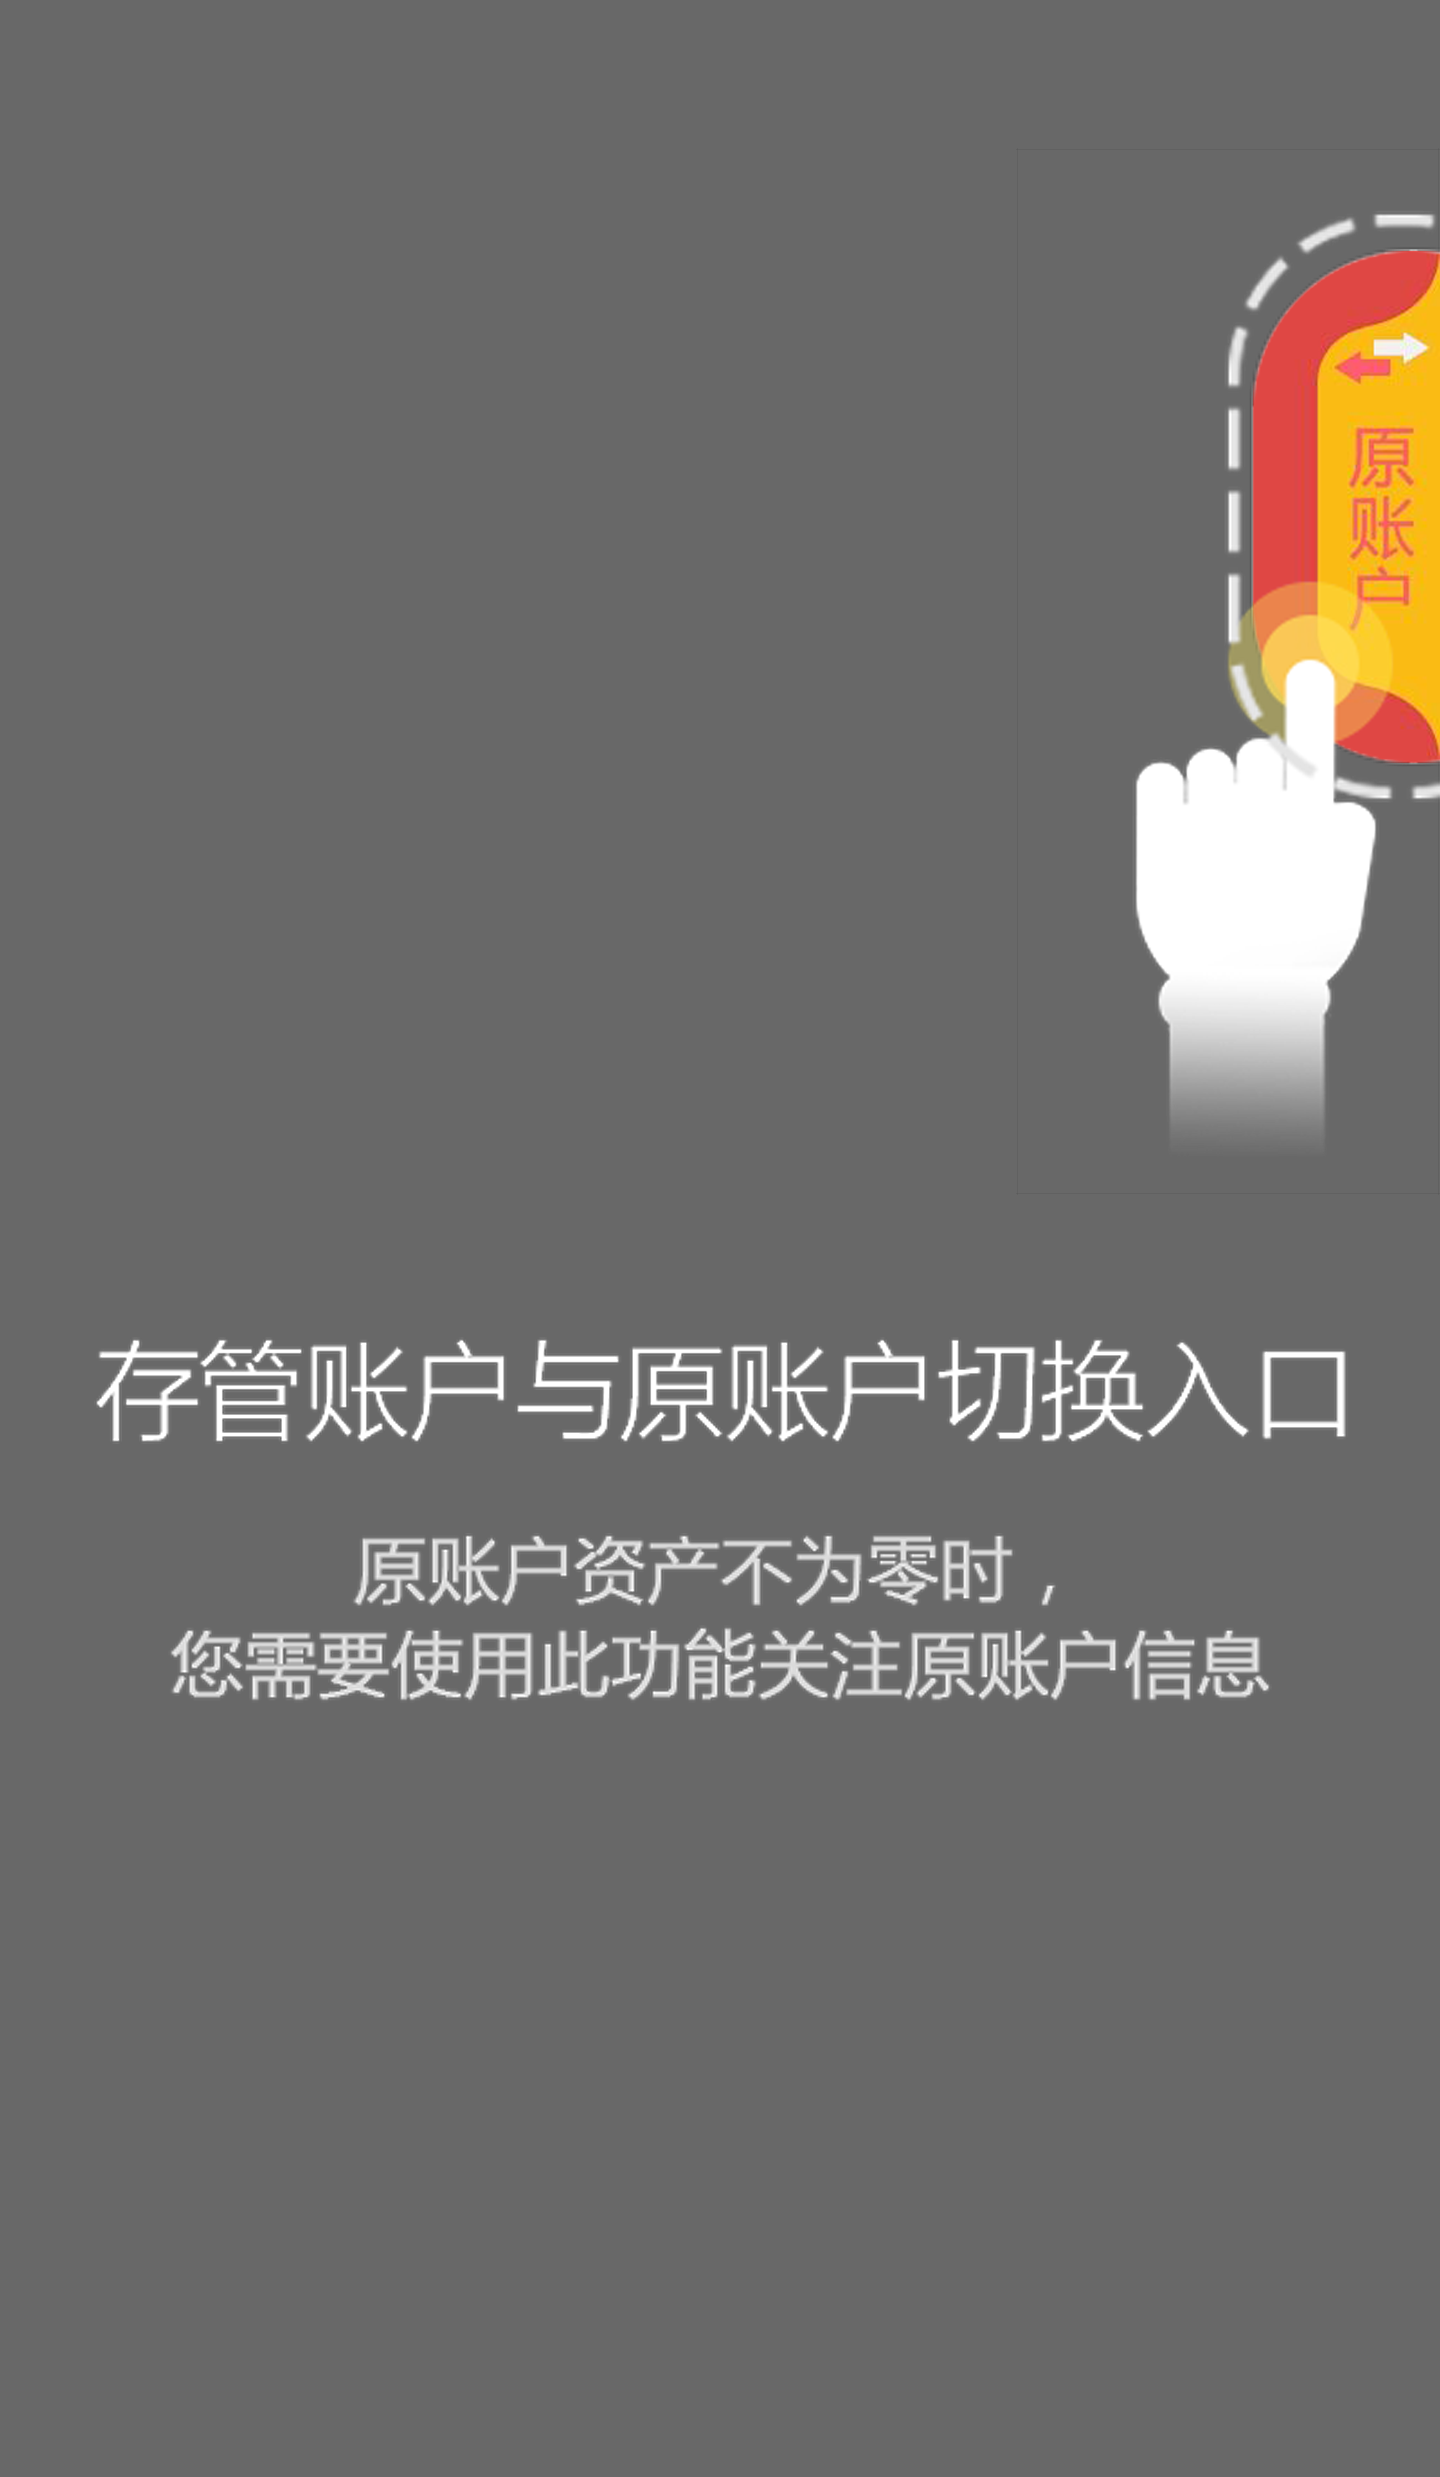 原账户
存管账户与原账户切换入口
原账户资产不为零时，
您需要使用此功能关注原账户信息